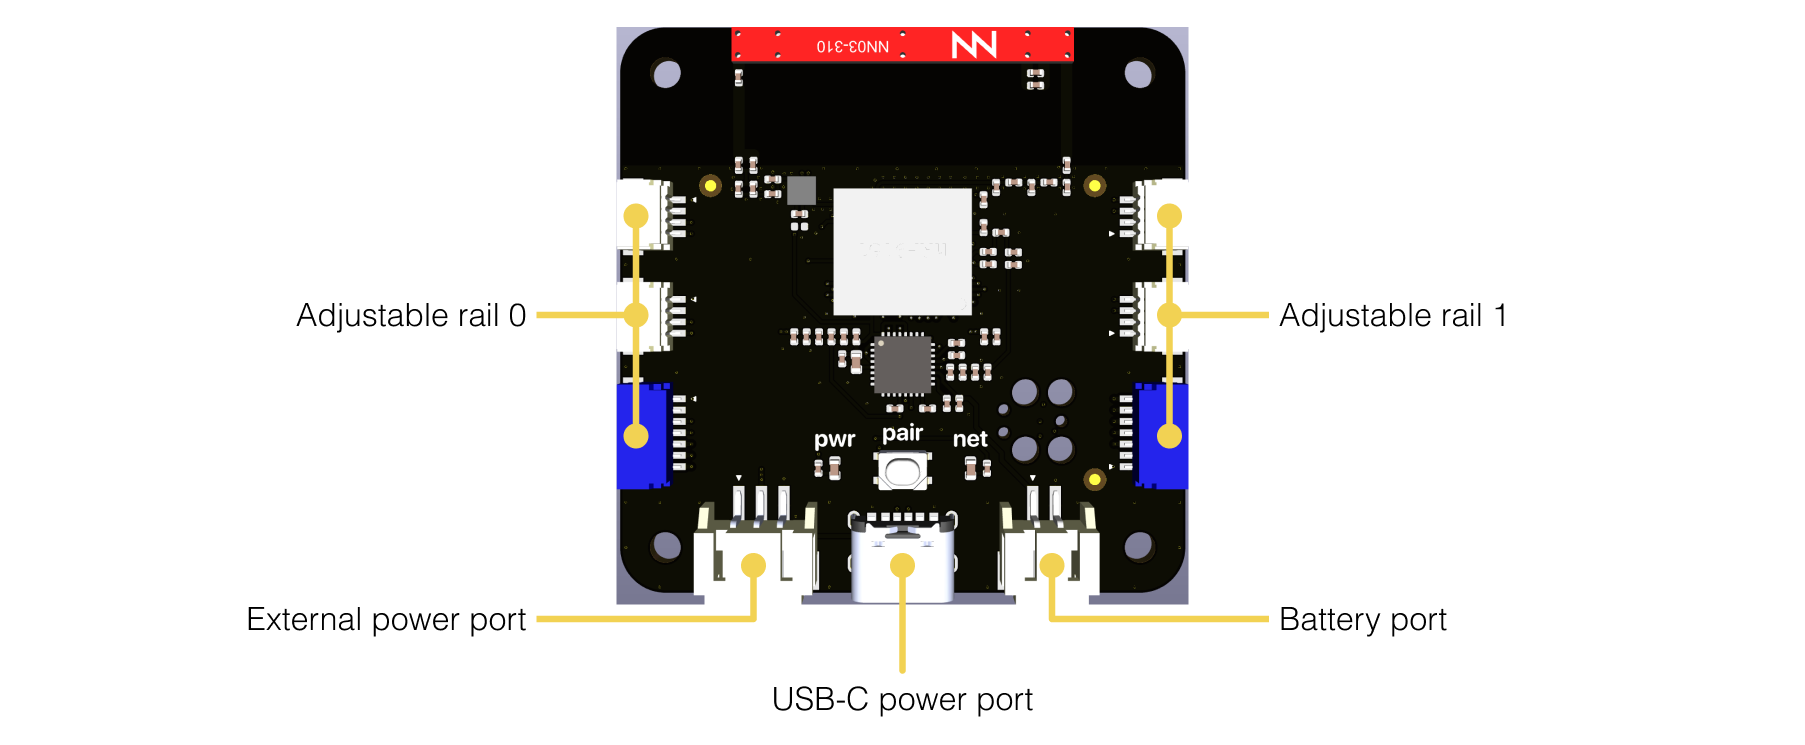 NN03-310
Adjustable rail 0
Adjustable rail 1
pwr
pair
net
External power port
Battery port
USB-C power port